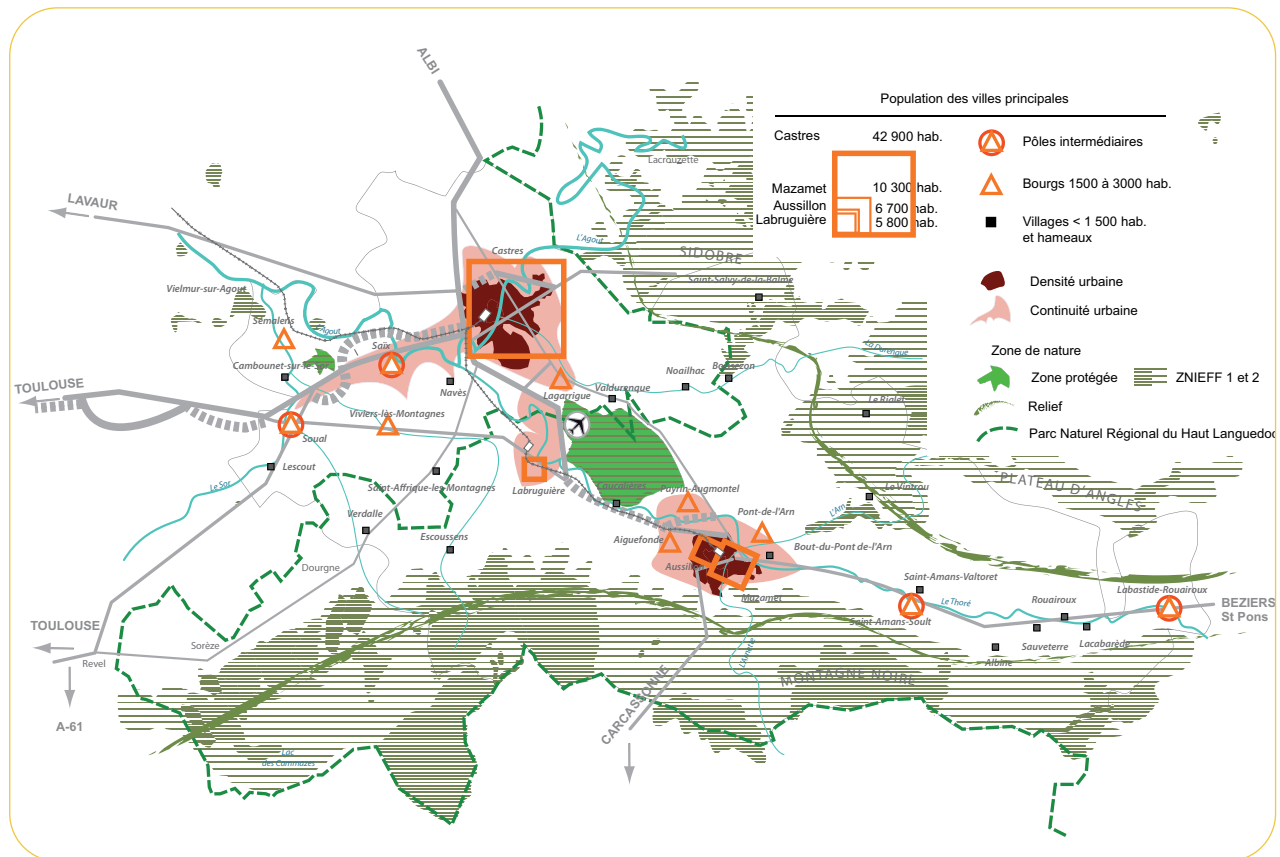 ALBI
Population des villes principales
Castres 42 900 hab.
Mazamet 10 300 hab.
Aussillon 6 700 hab.
Labruguière 5 800 hab.
Pôles intermédiaires
Bourgs 1500 à 3000 hab.
Villages < 1 500 hab.
et hameaux
Densité urbaine
Continuité urbaine
Zone de nature
Zone protégée
ZNIEFF 1 et 2
Relief
Parc Naturel Régional du Haut Languedoc
Lacrouzette
LAVAUR
L'Agout
Castres
SIDOBRE
Saint-Salvy-de-la-Balme
Vielmur-sur-Agout
Sémalens
L'Agout
Saïx
La Durenque
Cambounet-sur-le-Sor
Noailhac
Boissezon
TOULOUSE
Navès
Lagarrigue
Valdurenque
Le Rialet
Viviers-lès-Montagnes
Soual
Lescout
Le Sor
Saint-Affrique-les-Montagnes
Labruguière
Caucalières
Payrin-Augmontel
Le Vintrou
PLATEAU D'ANGLES
Verdalle
Pont-de-l'Arn
L'Arn
Escoussens
Aiguefonde
Bout-du-Pont-de-l'Arn
Dourgne
Aussillon
Saint-Amans-Valtoret
Mazamet
Le Thoré
Rouairoux
Labastide-Rouairoux
BEZIERS
St Pons
TOULOUSE
Saint-Amans-Soult
Sorèze
Sauveterre
Lacabarède
Revel
Albine
L'Arnette
MONTAGNE NOIRE
A-61
CARCASSONNE
Lac
des Cammazes